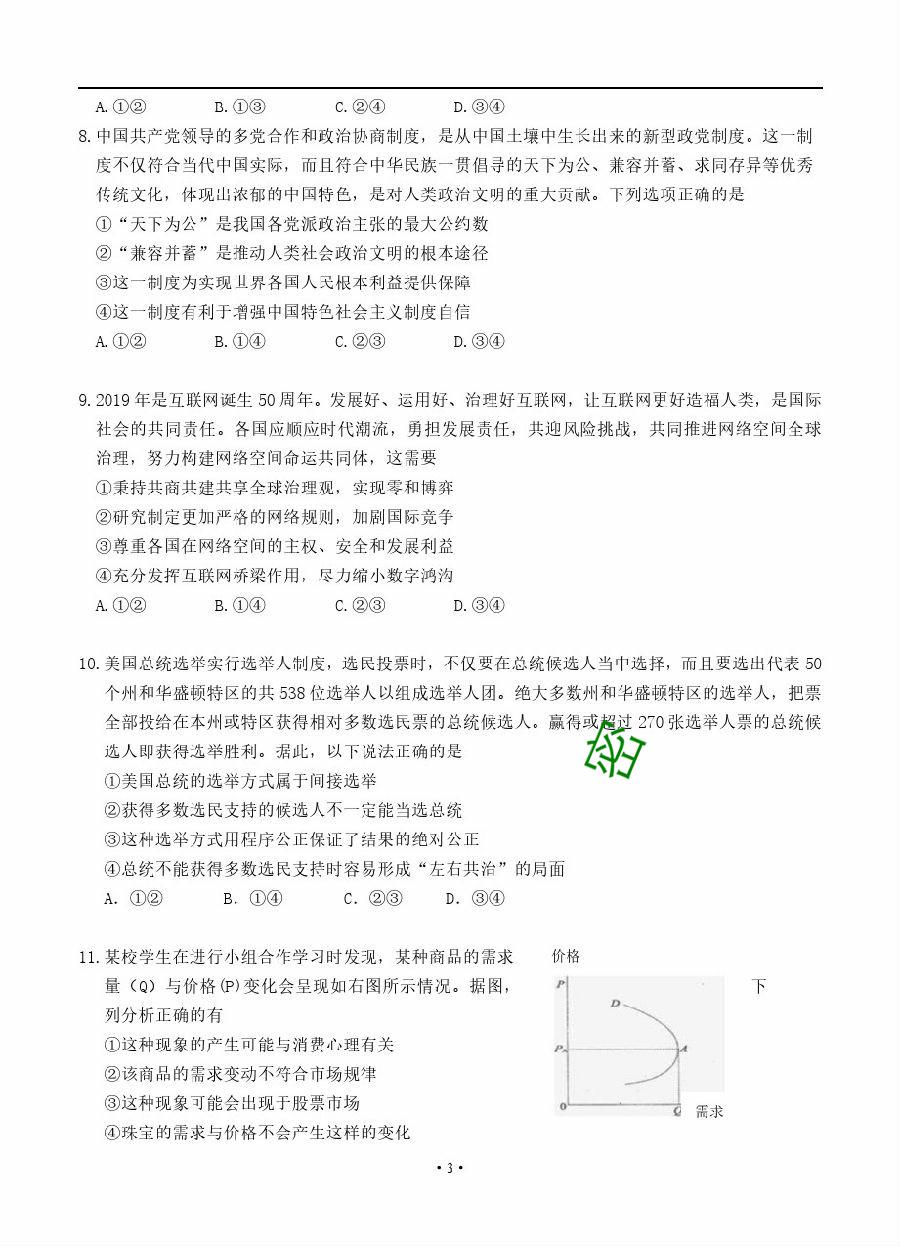 A.①②　　B.①③　　C.②④　　D.③④
8.中国共产党领导的多党合作和政治协商制度，是从中国土壤中生长出来的新型政党制度。这一制
度不仅符合当代中国实际，而且符合中华民族一贯倡导的天下为公、兼容并蓄、求同存异等优秀
传统文化，体现出浓郁的中国特色，是对人类政治文明的重大贡献。下列选项正确的是
①“天下为公”是我国各党派政治主张的最大公约数
②“兼容并蓄”是推动人类社会政治文明的根本途径
③这一制度为实现世界各国人民根本利益提供保障
④这一制度有利于增强中国特色社会主义制度自信
A.①②　　B.①④　　C.②③　　D.③④
9.2019年是互联网诞生50周年。发展好、运用好、治理好互联网，让互联网更好造福人类，是国际
社会的共同责任。各国应顺应时代潮流，勇担发展责任，共迎风险挑战，共同推进网络空间全球
治理，努力构建网络空间命运共同体，这需要
①秉持共商共建共享全球治理观，实现零和博弈
②研究制定更加严格的网络规则，加剧国际竞争
③尊重各国在网络空间的主权、安全和发展利益
④充分发挥互联网桥梁作用，尽力缩小数字鸿沟
A.①②　　B.①④　　C.②③　　D.③④
10.美国总统选举实行选举人制度，选民投票时，不仅要在总统候选人当中选择，而且要选出代表50
个州和华盛顿特区的共538位选举人以组成选举人团。绝大多数州和华盛顿特区的选举人，把票
全部投给在本州或特区获得相对多数选民票的总统候选人。赢得或超过270张选举人票的总统候
选人即获得选举胜利。据此，以下说法正确的是
密
①美国总统的选举方式属于间接选举
②获得多数选民支持的候选人不一定能当选总统
③这种选举方式用程序公正保证了结果的绝对公正
④总统不能获得多数选民支持时容易形成“左右共治”的局面
A．①②　　B．①④　　C．②③　　D．③④
11.某校学生在进行小组合作学习时发现，某种商品的需求
量（Q）与价格(P)变化会呈现如右图所示情况。据图，下
列分析正确的有
①这种现象的产生可能与消费心理有关
②该商品的需求变动不符合市场规律
③这种现象可能会出现于股票市场
④珠宝的需求与价格不会产生这样的变化
价格
P
D
A
0
Q
需求
·3·